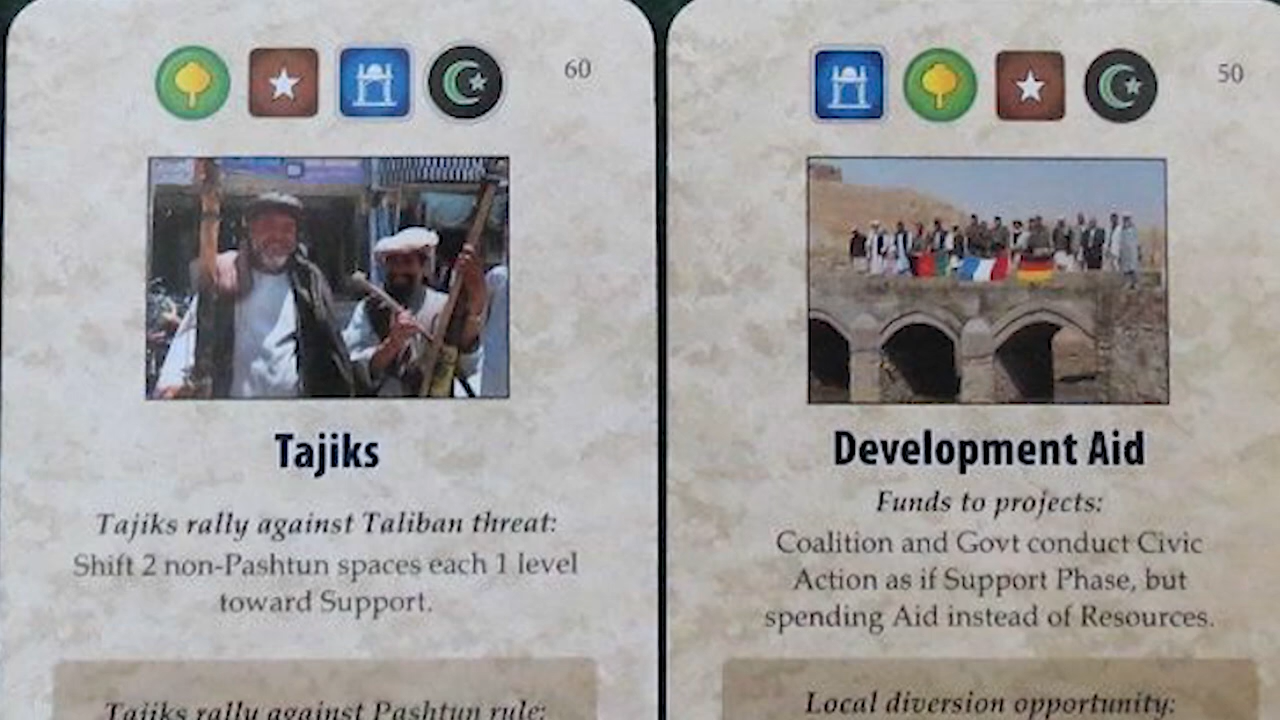 60
Tajiks
Tajiks rally against Taliban threat:
Shift 2 non-Pashtun spaces each 1 level
toward Support.
Tajiks rally against Pashtun rule:
50
Development Aid
Funds to projects:
Coalition and Govt conduct Civic
Action as if Support Phase, but
spending Aid instead of Resources.
Local diversion opportunity: